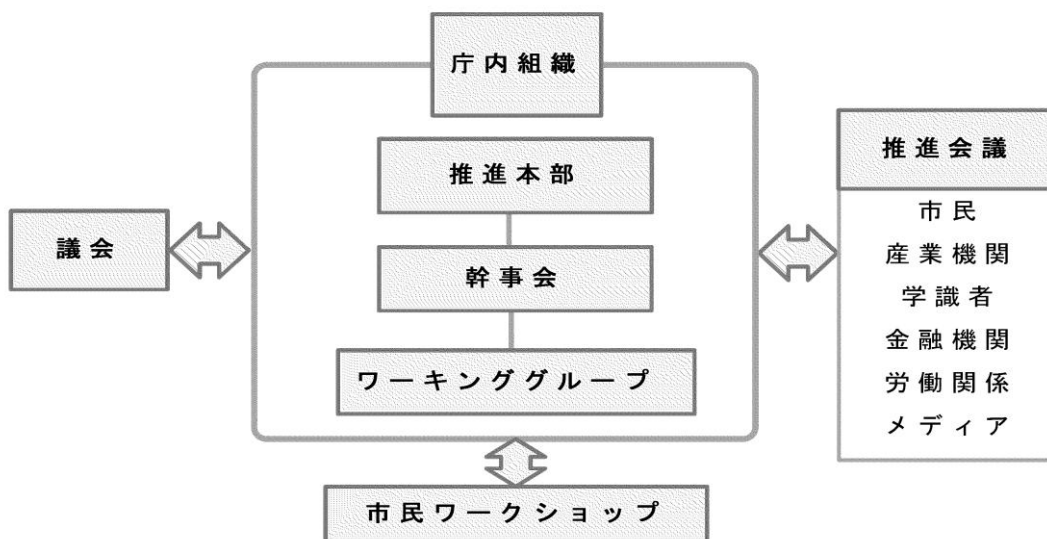 庁内組織
推進本部
幹事会
ワーキンググループ
議会
推進会議
市民
産業機関
学識者
金融機関
労働関係
メディア
市民ワークショップ